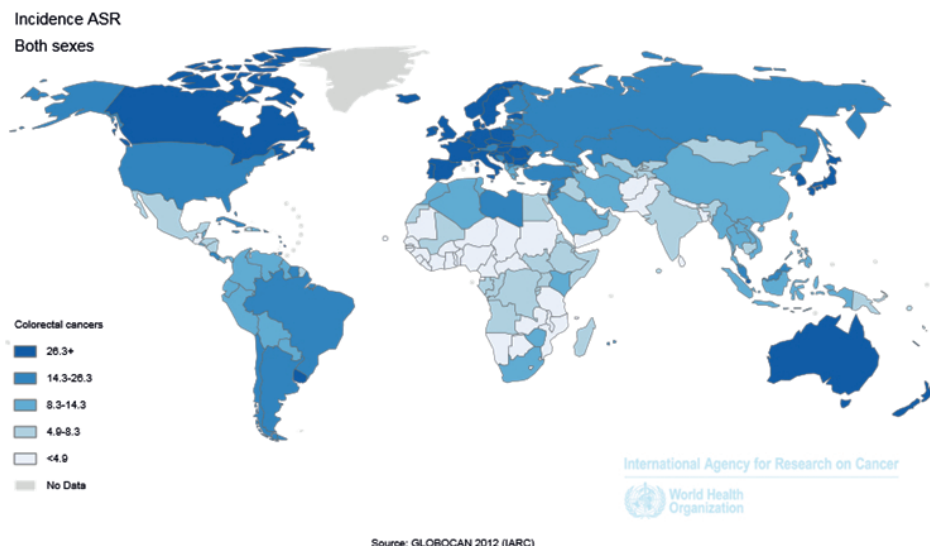 Incidence ASR
Both sexes
Colorectal cancers
26.3+
14.3-26.3
8.3-14.3
4.9-8.3
<4.9
No Data
International Agency for Research on Cancer
World Health
Organization
Source: GLOBOCAN 2012 (IARC)